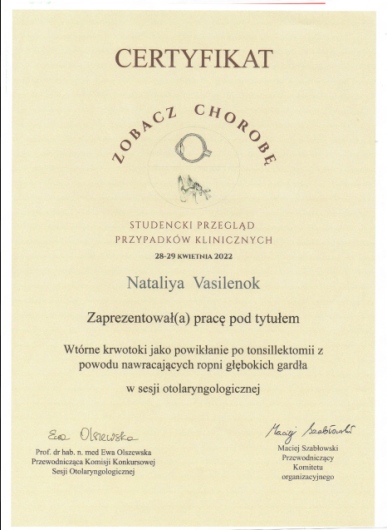 CERTYFIKAT
ZOBACZ CHOROBĘ
STUDENCKI PRZEGLĄD
PRZYPADKÓW KLINICZNYCH
28-29 KWIETNIA 2022
Nataliya Vasilenok
Zaprezentował(a) pracę pod tytułem
Wtórne krwotoki jako powikłanie po tonsillektomii z
powodu nawracających ropni głębokich gardła
w sesji otolaryngologicznej
Ewa Olszewska
Prof. dr hab. n. med Ewa Olszewska
Przewodnicząca Komisji Konkursowej
Sesji Otolaryngologicznej
Maciej Szabłowski
Maciej Szabłowski
Przewodniczący
Komitetu
organizacyjnego